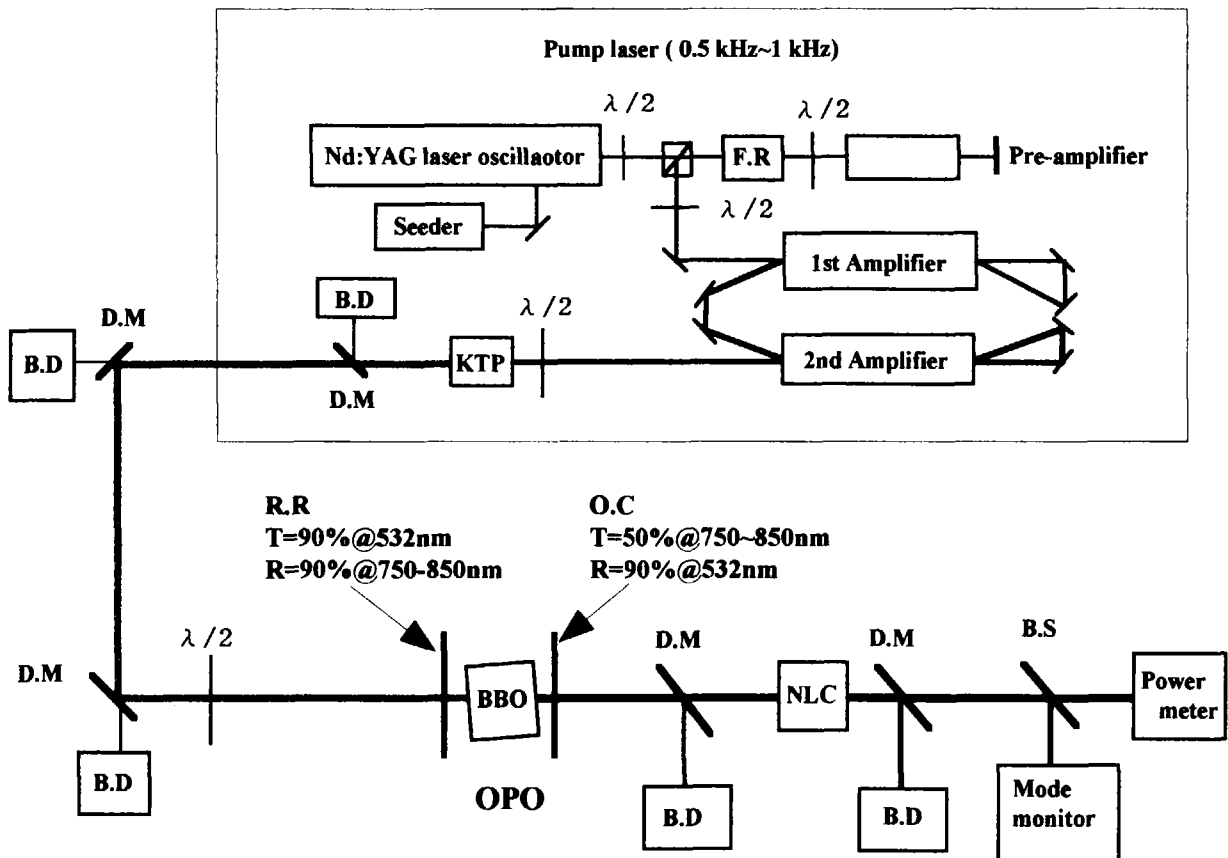 Pump laser ( 0.5 kHz~1 kHz)
λ/2
λ/2
Nd:YAG laser oscillaotor
F.R
Pre-amplifier
λ/2
Seeder
1st Amplifier
B.D
λ/2
D.M
B.D
KTP
2nd Amplifier
D.M
R.R
T=90%@532nm
R=90%@750-850nm
O.C
T=50%@750~850nm
R=90%@532nm
λ/2
D.M
D.M
D.M
B.S
BBO
NLC
Power
meter
B.D
OPO
B.D
B.D
Mode
monitor